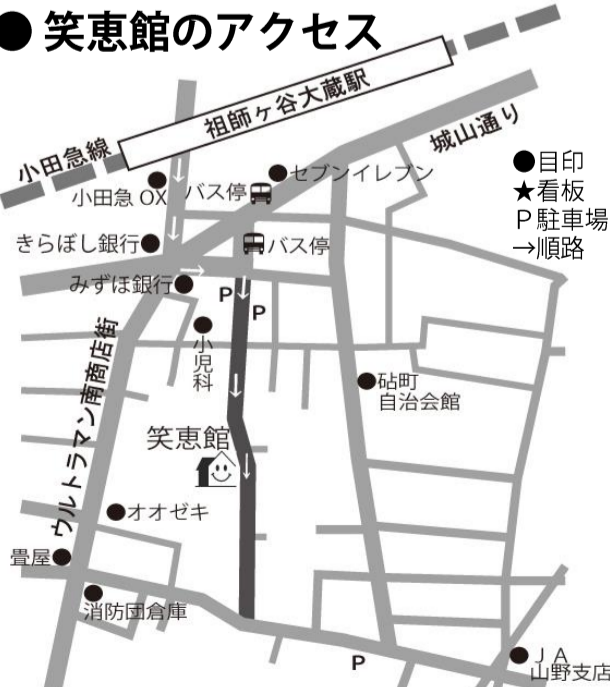 ● 笑恵館のアクセス
祖師ヶ谷大蔵駅
小田急線
城山通り
●目印
★看板
P駐車場
→順路
セブンイレブン
小田急 OX
バス停
きらぼし銀行
バス停
みずほ銀行
P
P
小児科
ウルトラマン南商店街
砧町
自治会館
笑恵館
オオゼキ
畳屋
消防団倉庫
P
JA
山野支店